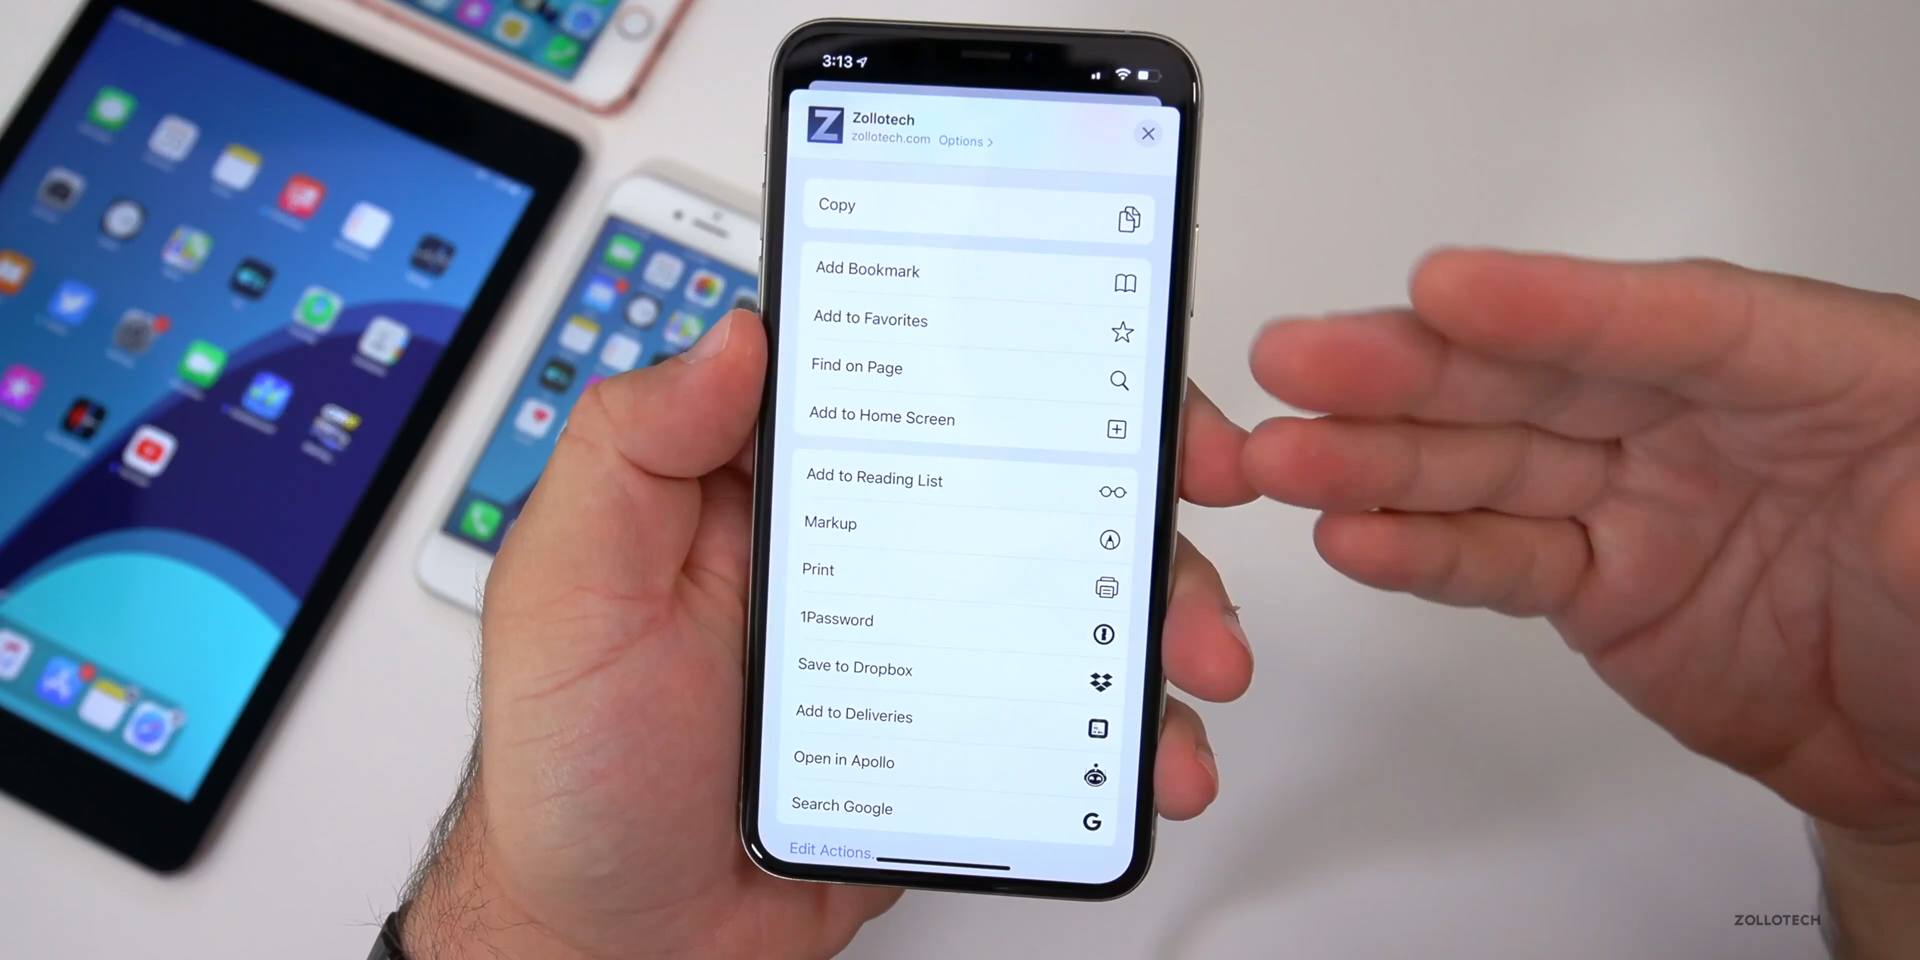 3:13
Z
Zollotech
zollotech.com Options >
Copy
Add Bookmark
Add to Favorites
Find on Page
Add to Home Screen
Add to Reading List
Markup
Print
1Password
Save to Dropbox
Add to Deliveries
Open in Apollo
Search Google
G
Edit Actions...
ZOLLOTECH